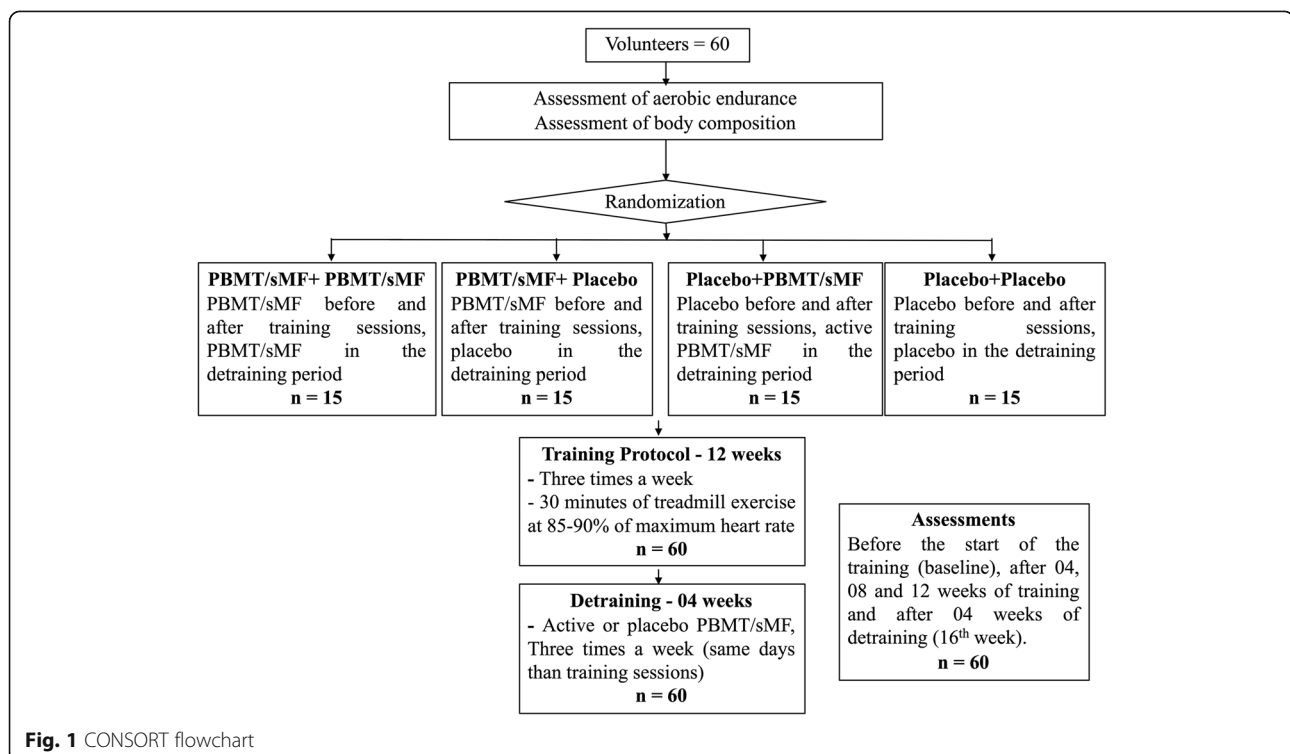 Volunteers = 60
Assessment of aerobic endurance
Assessment of body composition
Randomization
PBMT/sMF+ PBMT/sMF
PBMT/sMF before and
after training sessions,
PBMT/sMF in the
detraining period
n = 15
PBMT/sMF+ Placebo
PBMT/sMF before and
after training sessions,
placebo in the
detraining period
n = 15
Placebo+PBMT/sMF
Placebo before and after
training sessions, active
PBMT/sMF in the
detraining period
n = 15
Placebo+Placebo
Placebo before and after
training sessions,
placebo in the detraining
period
n = 15
Training Protocol - 12 weeks
- Three times a week
- 30 minutes of treadmill exercise
at 85-90% of maximum heart rate
n = 60
Assessments
Before the start of the
training (baseline), after 04,
08 and 12 weeks of training
and after 04 weeks of
detraining (16th week).
n = 60
Detraining - 04 weeks
- Active or placebo PBMT/sMF,
Three times a week (same days
than training sessions)
n = 60
Fig. 1 CONSORT flowchart